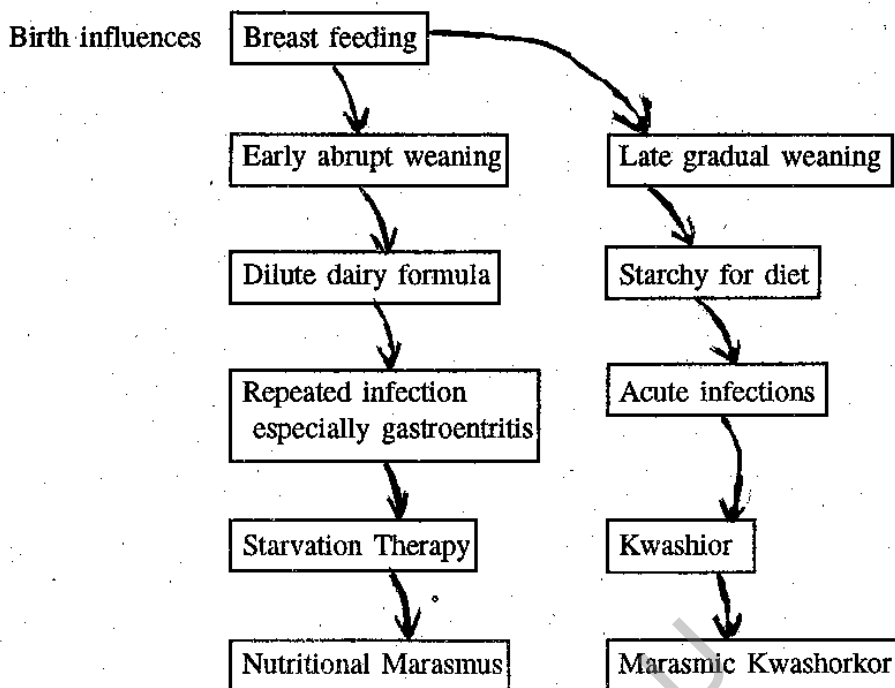 Birth influences
Breast feeding
Early abrupt weaning
Late gradual weaning
Dilute dairy formula
Starchy for diet
Repeated infection
especially gastroentritis
Acute infections
Starvation Therapy
Kwashior
Nutritional Marasmus
Marasmic Kwashorkor